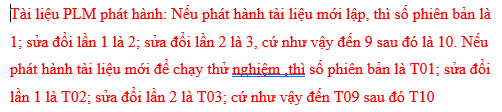 Tài liệu PLM phát hành: Nếu phát hành tài liệu mới lập, thì số phiên bản là
1; sửa đổi lần 1 là 2; sửa đổi lần 2 là 3, cứ như vậy đến 9 sau đó là 10. Nếu
phát hành tài liệu mới để chạy thử nghiệm ,thì số phiên bản là T01; sửa đổi
lần 1 là T02; sửa đổi lần 2 là T03; cứ như vậy đến T09 sau đó T10